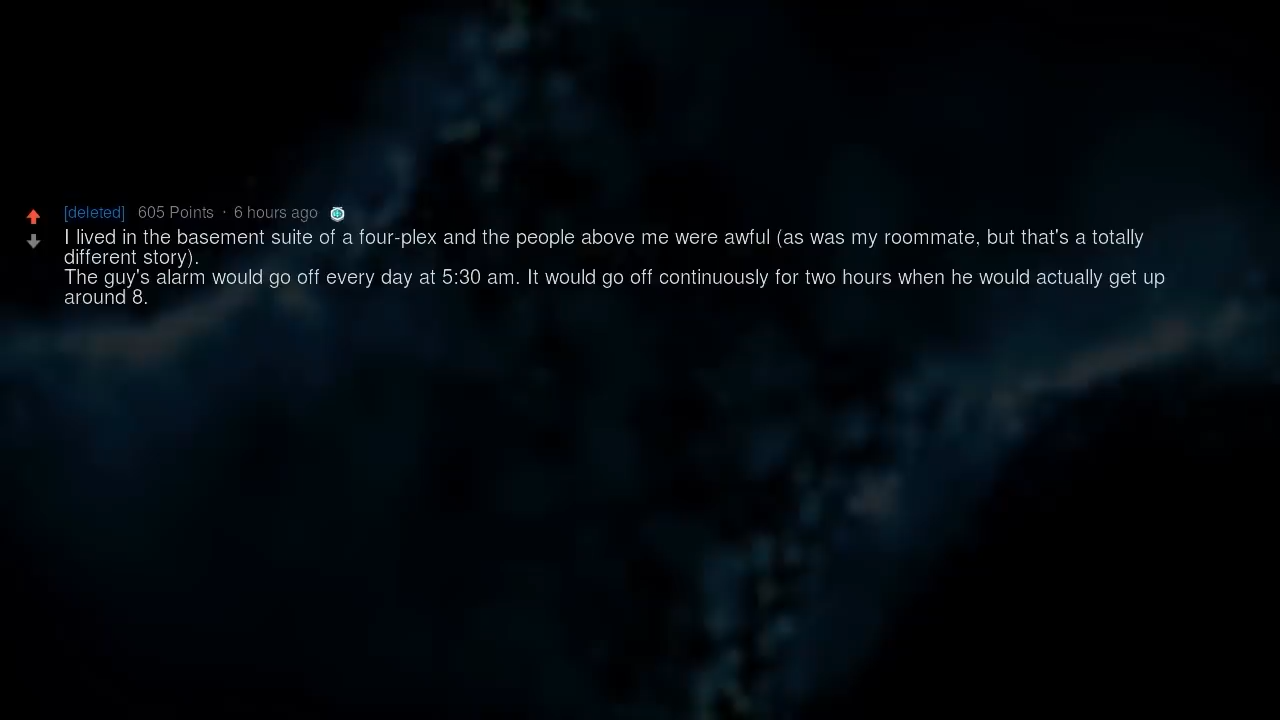 [deleted] 605 Points · 6 hours ago
I lived in the basement suite of a four-plex and the people above me were awful (as was my roommate, but that's a totally
different story).
The guy's alarm would go off every day at 5:30 am. It would go off continuously for two hours when he would actually get up
around 8.